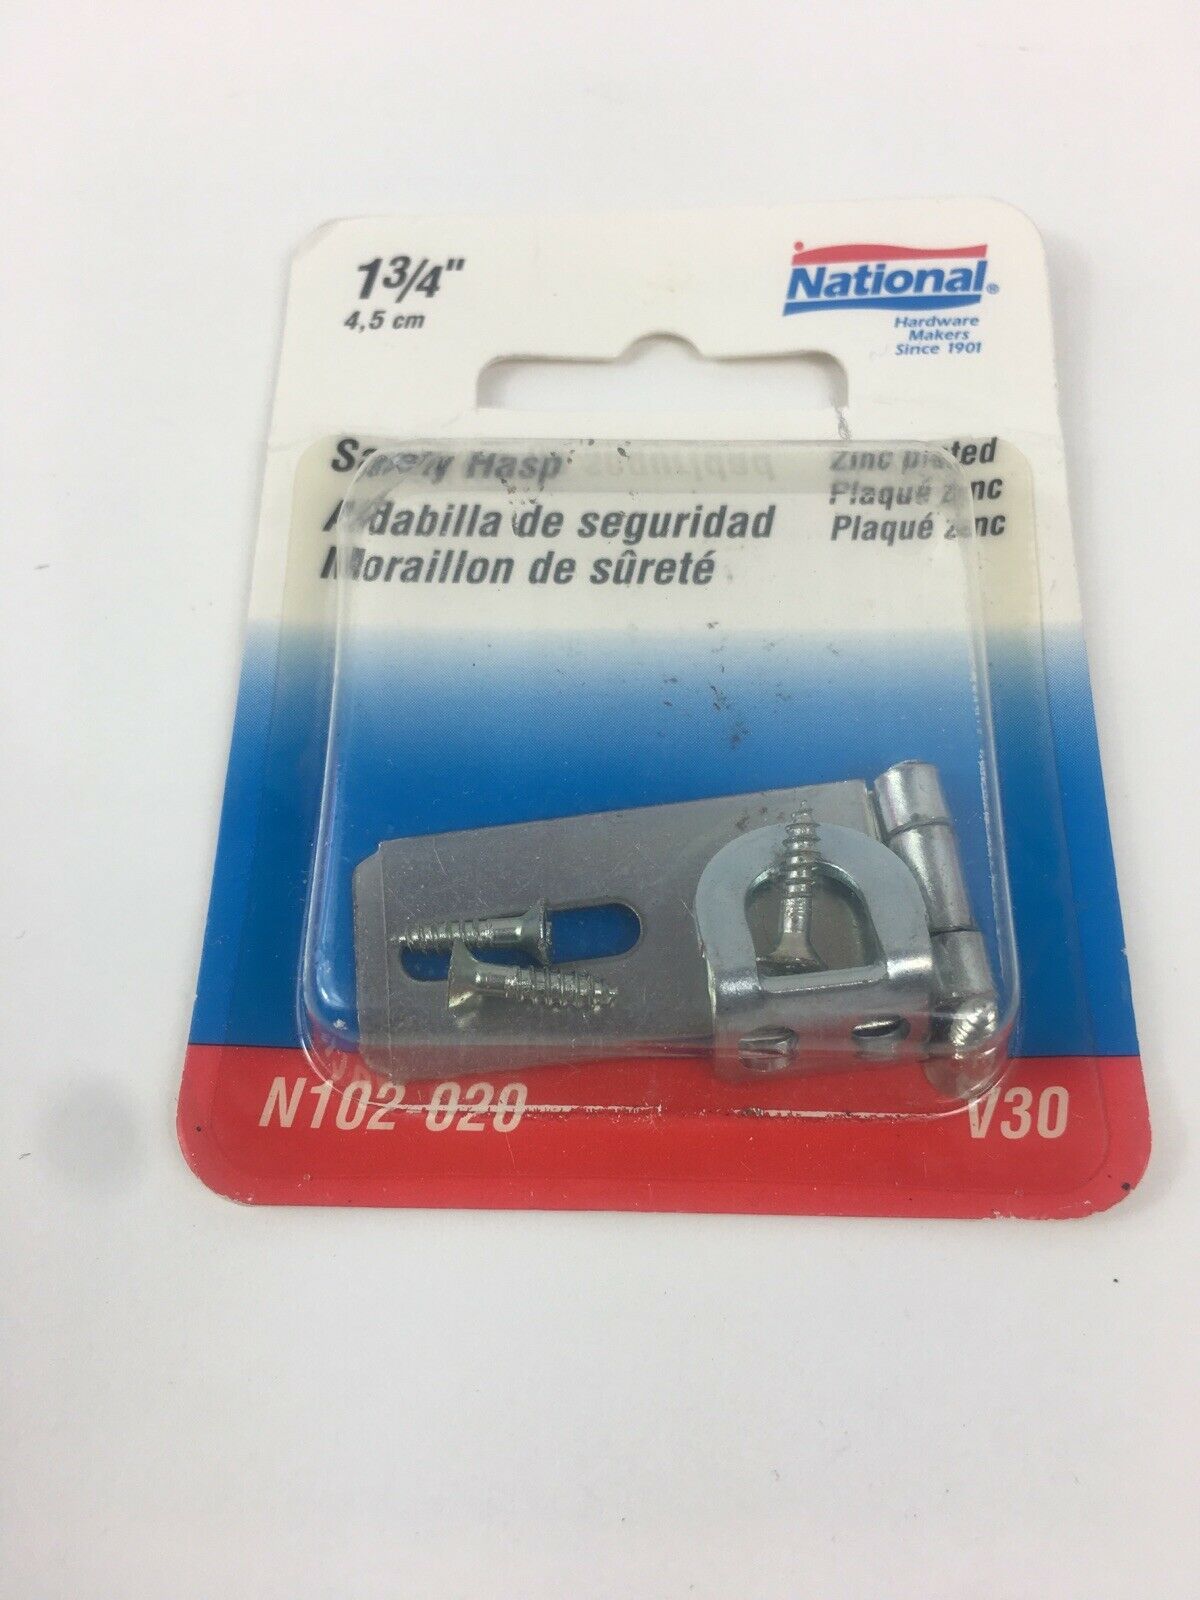 1 3/4"
4,5 cm
National®
Hardware
Makers
Since 1901
Safety Hasp
Aldabilla de seguridad
Moraillon de sûreté
Zinc plated
Plaqué zinc
Plaqué zinc
N102-020
V30